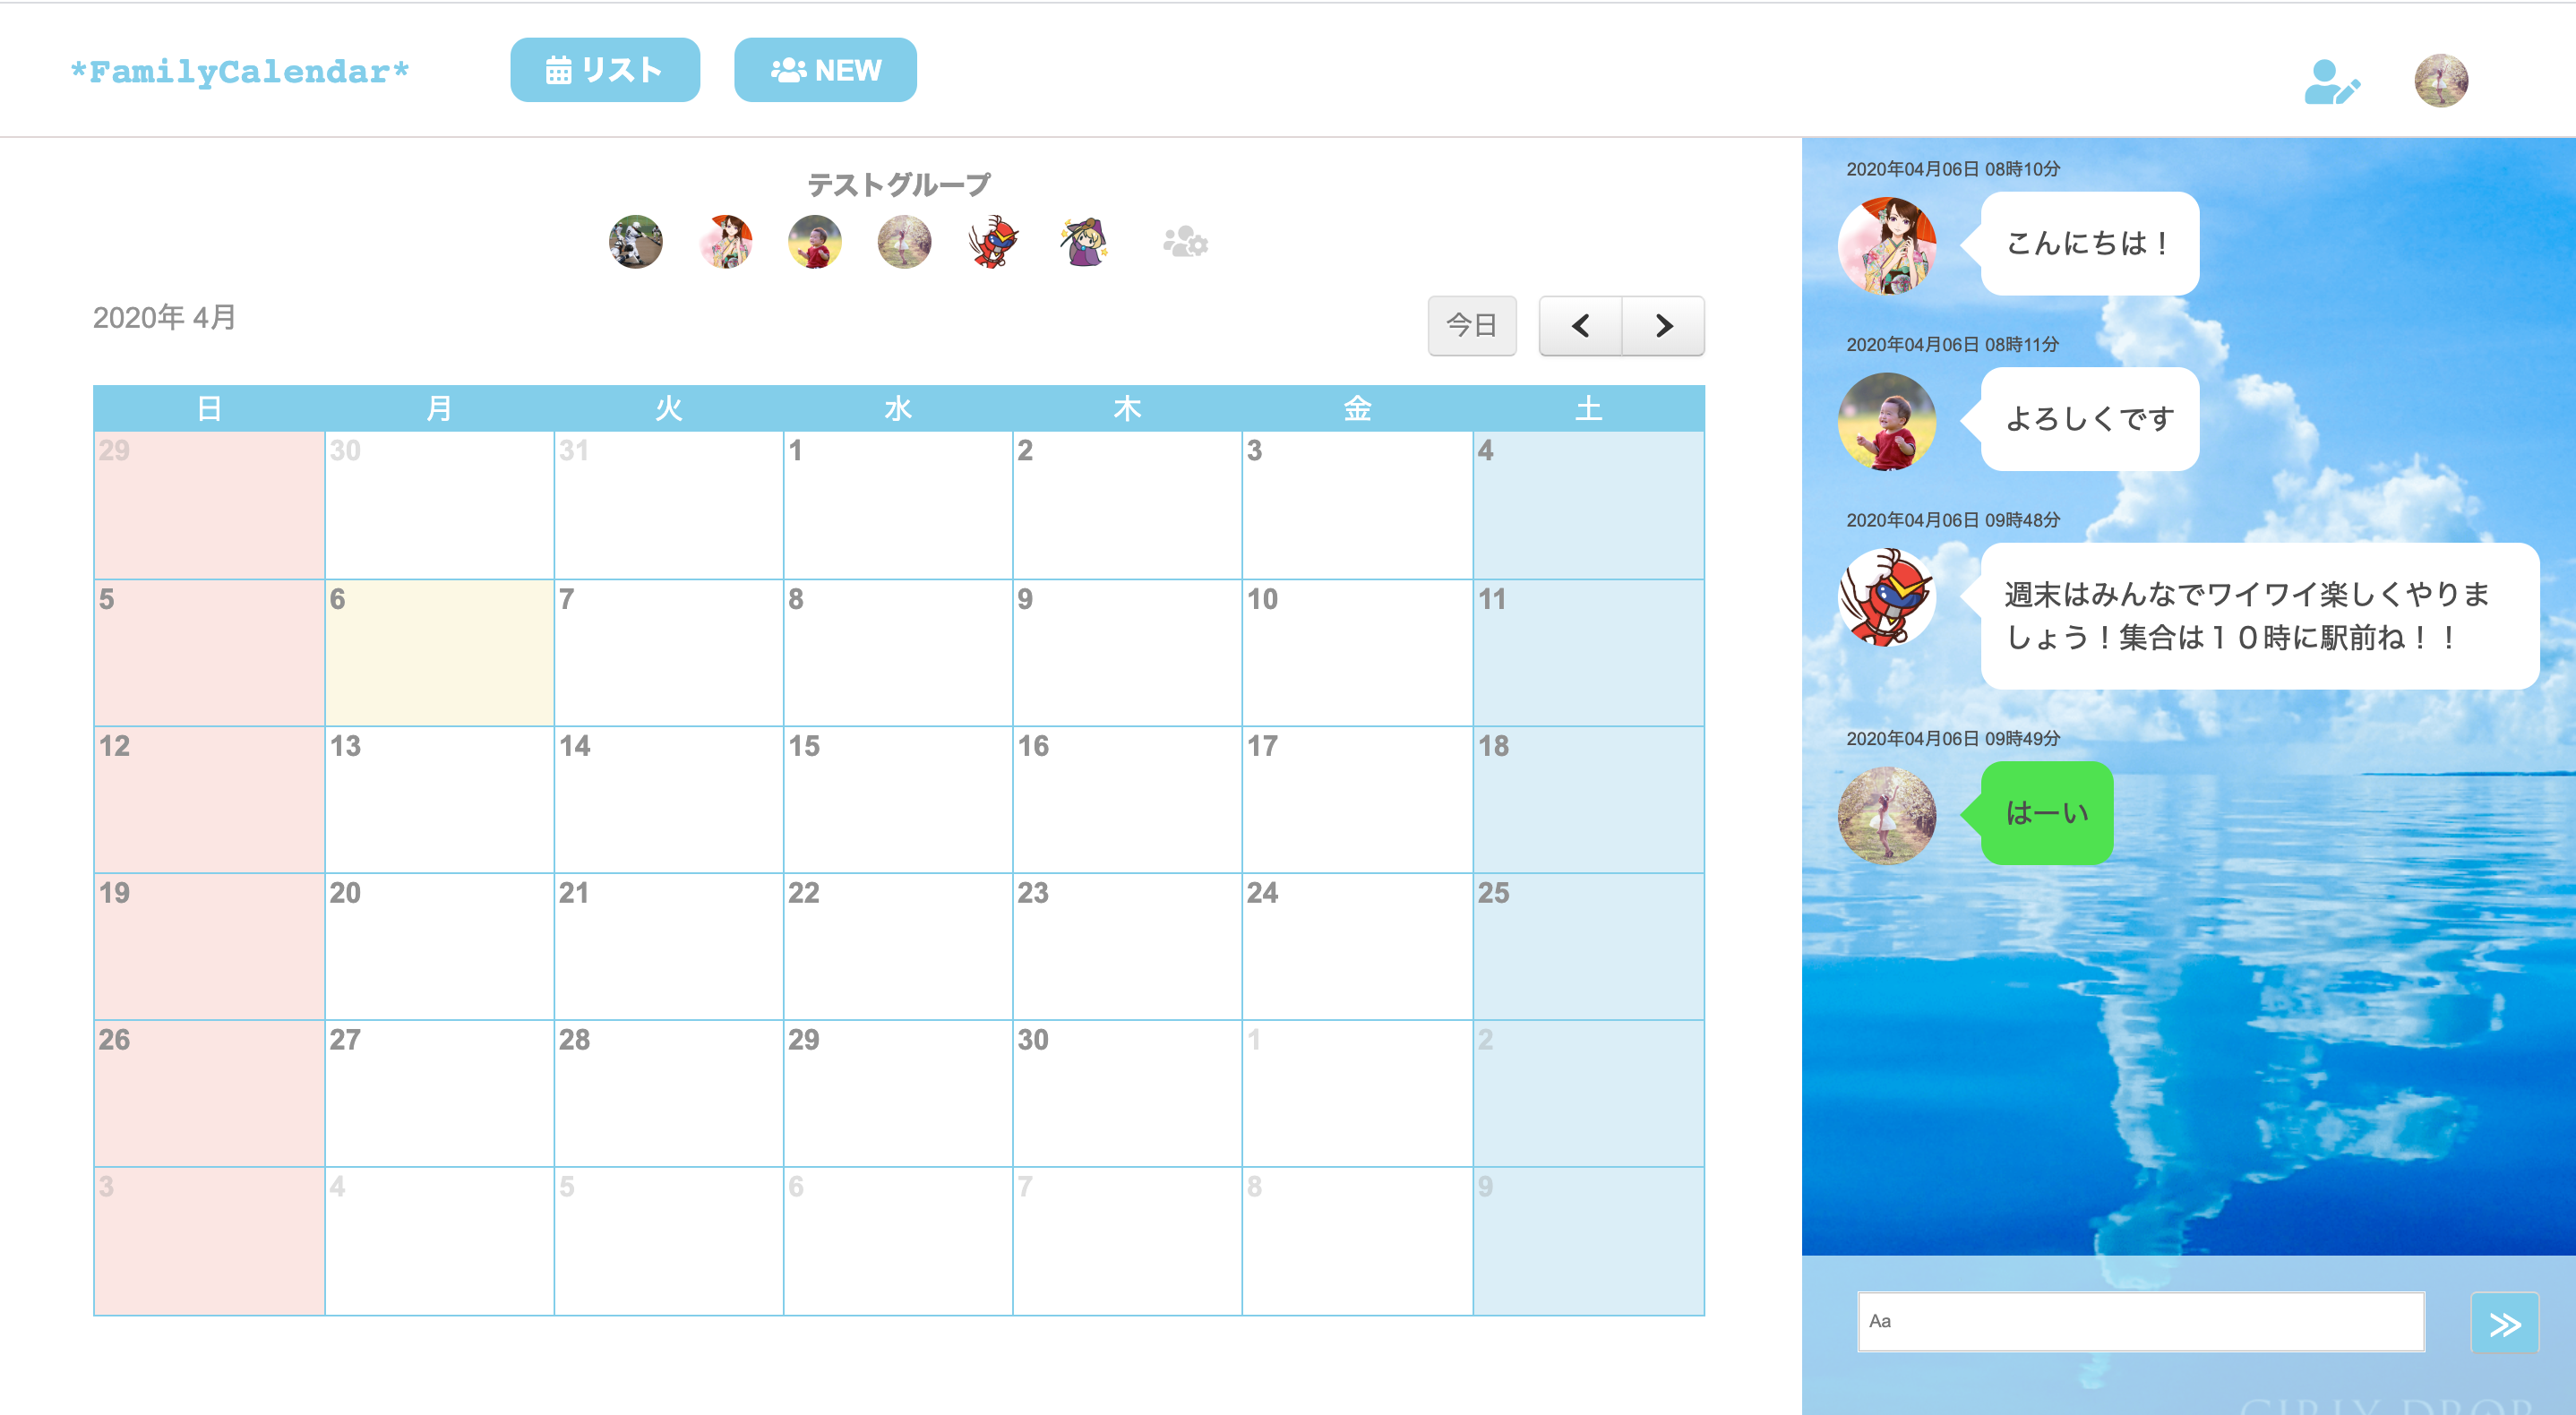 *FamilyCalendar*
リスト
NEW
テストグループ
2020年 4月
今日
日 月 火 水 木 金 土
29 30 31 1 2 3 4
5 6 7 8 9 10 11
12 13 14 15 16 17 18
19 20 21 22 23 24 25
26 27 28 29 30 1 2
3 4 5 6 7 8 9
2020年04月06日 08時10分
こんにちは！
2020年04月06日 08時11分
よろしくです
2020年04月06日 09時48分
週末はみんなでワイワイ楽しくやりま
しょう！集合は１０時に駅前ね！！
2020年04月06日 09時49分
はーい
Aa
GIRLY DROP